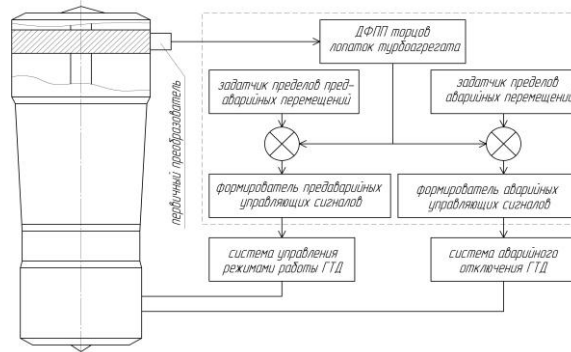 ДФПП торцов
лопаток турбоагрегата
задатчик пределов пред-
аварийных перемещений
задатчик пределов
аварийных перемещений
первичный преобразователь
формирователь предаварийных
управляющих сигналов
формирователь аварийных
управляющих сигналов
система управления
режимами работы ГТД
система аварийного
отключения ГТД